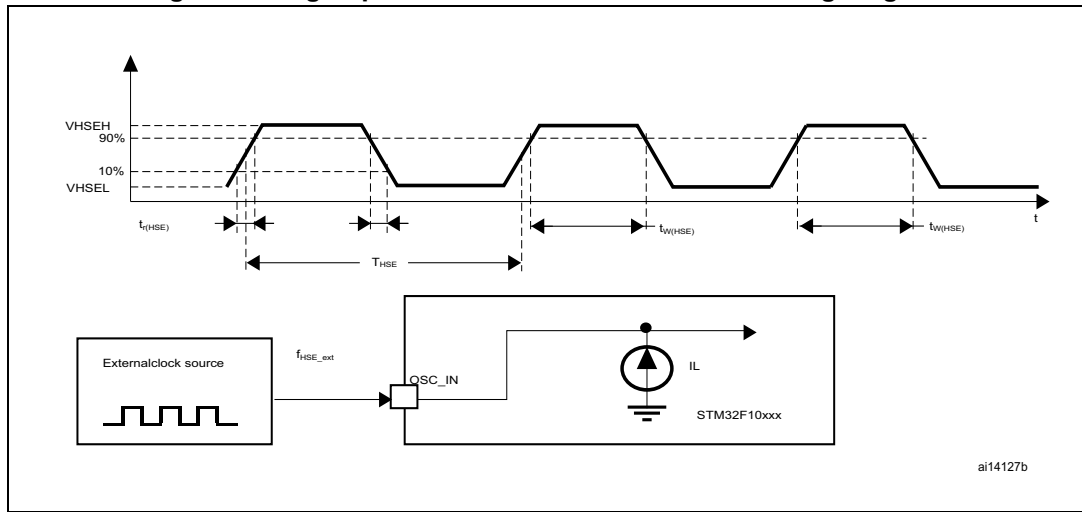 VHSEH
90%
10%
VHSEL
tr(HSE)
tW(HSE)
tW(HSE)
t
THSE
Externalclock source
fHSE_ext
OSC_IN
IL
STM32F10xxx
ai14127b